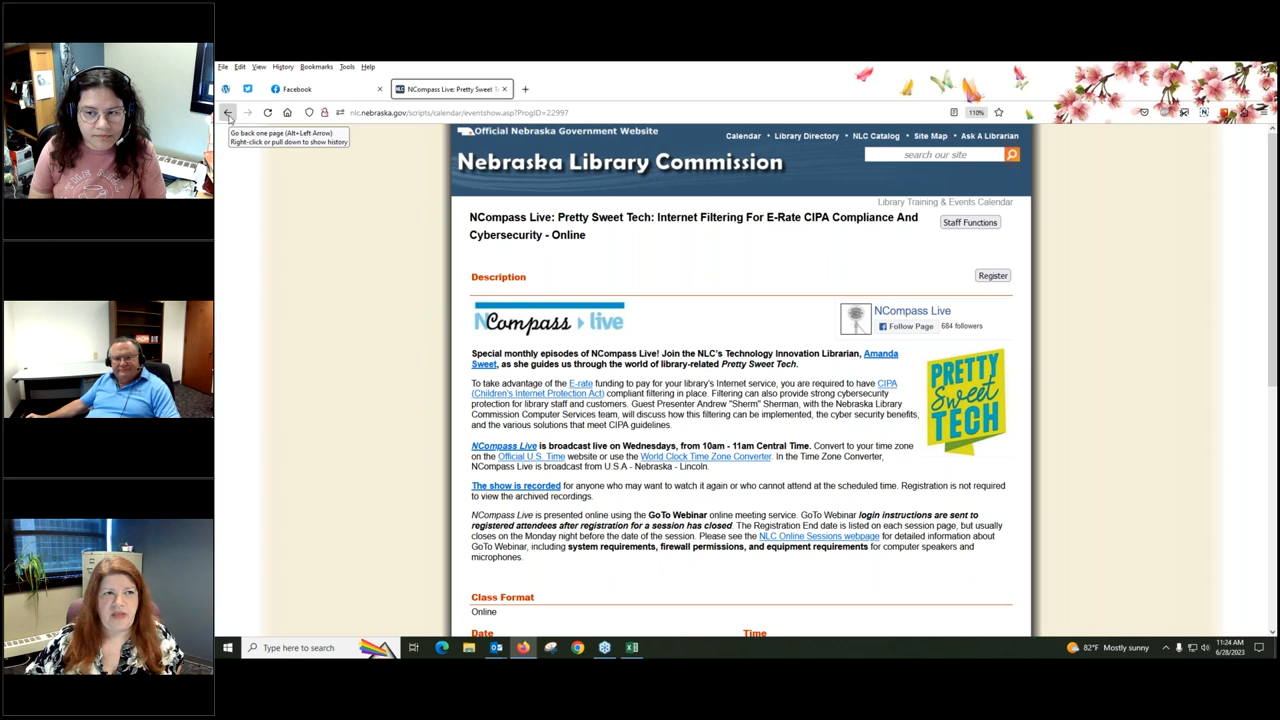 File Edit View History Bookmarks Tools Help
Facebook
NCompass Live: Pretty Sweet T
nlc.nebraska.gov/scripts/calendar/eventshow.asp?ProgID=22997
110%
Go back one page (Alt+Left Arrow)
Right-click or pull down to show history
Official Nebraska Government Website
Calendar • Library Directory • NLC Catalog • Site Map • Ask A Librarian
Nebraska Library Commission
search our site
Library Training & Events Calendar
NCompass Live: Pretty Sweet Tech: Internet Filtering For E-Rate CIPA Compliance And
Cybersecurity - Online
Staff Functions
Description
Register
NCompass live
NCompass Live
Follow Page 684 followers
Special monthly episodes of NCompass Live! Join the NLC's Technology Innovation Librarian, Amanda
Sweet, as she guides us through the world of library-related Pretty Sweet Tech.
To take advantage of the E-rate funding to pay for your library's Internet service, you are required to have CIPA
(Children's Internet Protection Act) compliant filtering in place. Filtering can also provide strong cybersecurity
protection for library staff and customers. Guest Presenter Andrew "Sherm" Sherman, with the Nebraska Library
Commission Computer Services team, will discuss how this filtering can be implemented, the cyber security benefits,
and the various solutions that meet CIPA guidelines.
PRETTY
Sweet
TECH
NCompass Live is broadcast live on Wednesdays, from 10am - 11am Central Time. Convert to your time zone
on the Official U.S. Time website or use the World Clock Time Zone Converter. In the Time Zone Converter,
NCompass Live is broadcast from U.S.A - Nebraska - Lincoln.
The show is recorded for anyone who may want to watch it again or who cannot attend at the scheduled time. Registration is not required
to view the archived recordings.
NCompass Live is presented online using the GoTo Webinar online meeting service. GoTo Webinar login instructions are sent to
registered attendees after registration for a session has closed. The Registration End date is listed on each session page, but usually
closes on the Monday night before the date of the session. Please see the NLC Online Sessions webpage for detailed information about
GoTo Webinar, including system requirements, firewall permissions, and equipment requirements for computer speakers and
microphones.
Class Format
Online
Date Time
Type here to search
82°F Mostly sunny
11:24 AM
6/28/2023